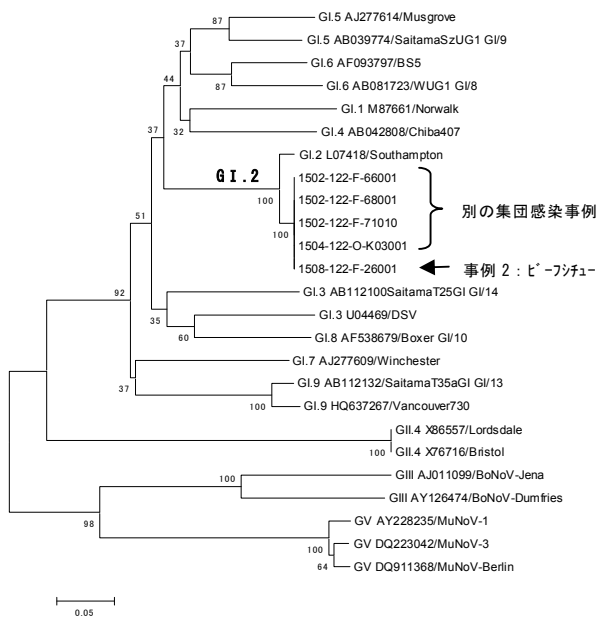 87
GI.5 AJ277614/Musgrove
37
GI.5 AB039774/SaitamaSzUG1 GI/9
GI.6 AF093797/BS5
44
87
GI.6 AB081723/WUG1 GI/8
GI.1 M87661/Norwalk
37
32
GI.4 AB042808/Chiba407
GI.2 L07418/Southampton
GI.2
1502-122-F-66001
100
1502-122-F-68001
別の集団感染事例
51
1502-122-F-71010
100
1504-122-O-K03001
1508-122-F-26001
事例 2 : ﾋﾞｰﾌｼﾁｭｰ
GI.3 AB112100SaitamaT25GI GI/14
92
35
GI.3 U04469/DSV
60
GI.8 AF538679/Boxer GI/10
GI.7 AJ277609/Winchester
37
GI.9 AB112132/SaitamaT35aGI GI/13
100
GI.9 HQ637267/Vancouver730
GII.4 X86557/Lordsdale
100
GII.4 X76716/Bristol
100
GIII AJ011099/BoNoV-Jena
GIII AY126474/BoNoV-Dumfries
98
GV AY228235/MuNoV-1
100
GV DQ223042/MuNoV-3
64
GV DQ911368/MuNoV-Berlin
0.05